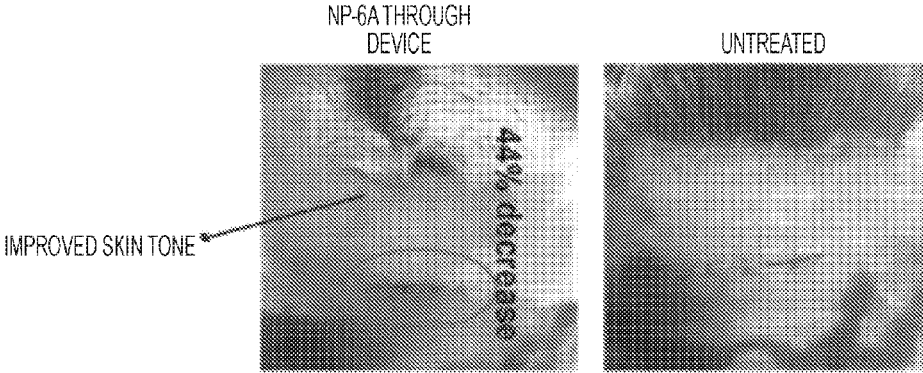 NP-6A THROUGH
DEVICE
UNTREATED
IMPROVED SKIN TONE
44% decrease